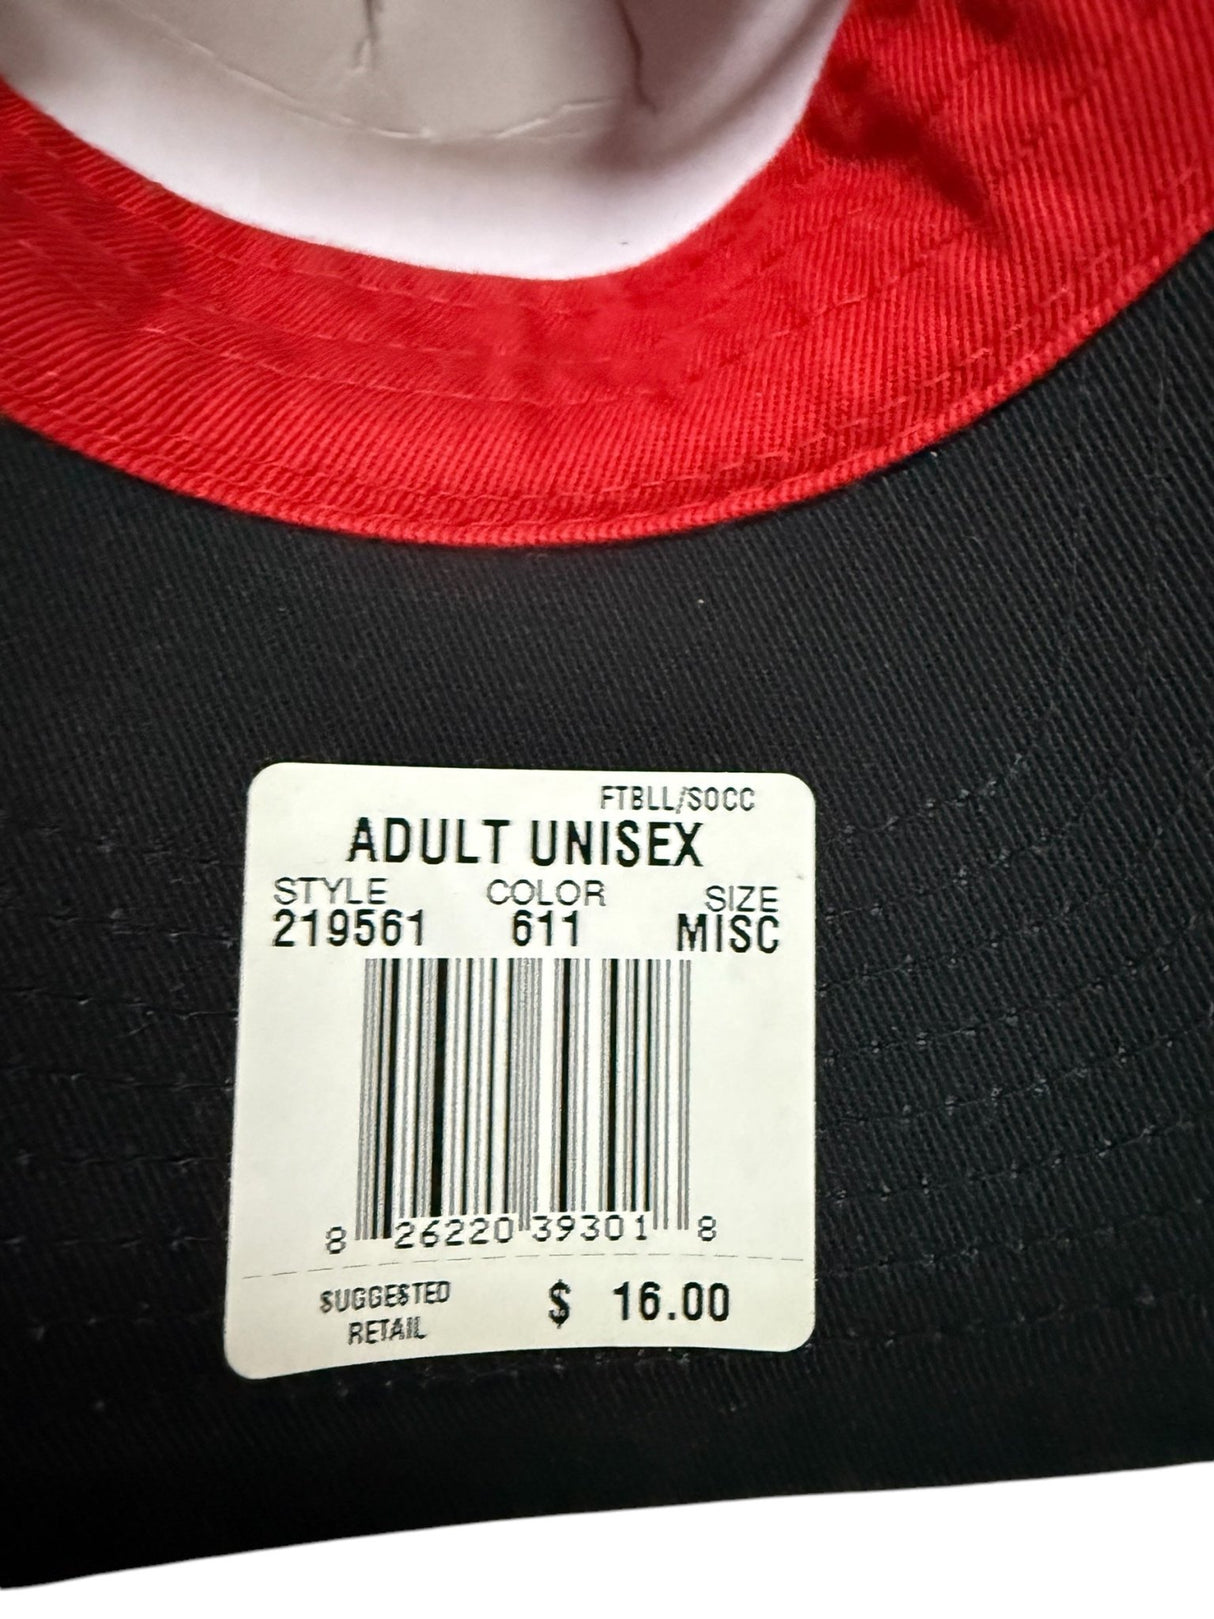 FTBLL/SOCC
ADULT UNISEX
STYLE COLOR SIZE
219561 611 MISC
8 26220 39301 8
SUGGESTED $ 16.00
RETAIL